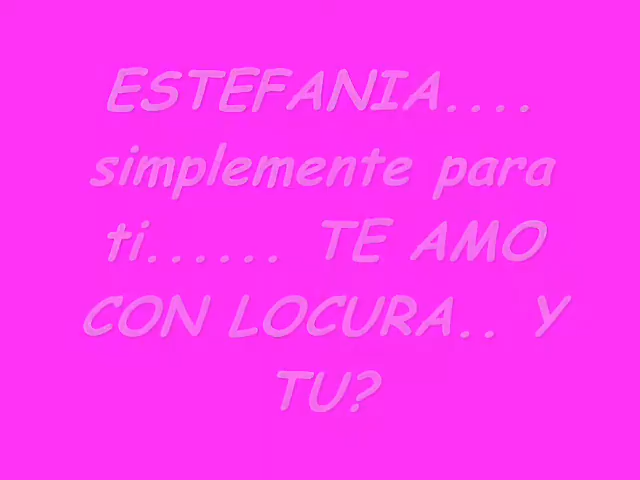 ESTEFANIA....
simplemente para
ti...... TE AMO
CON LOCURA.. Y
TU?